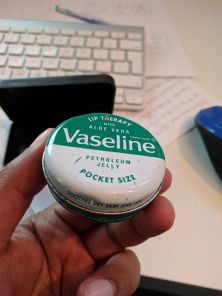 LIP THERAPY
with
ALOE VERA
Vaseline
PETROLEUM
JELLY
POCKET SIZE
SOOTHES DRY SKIN AND LIPS